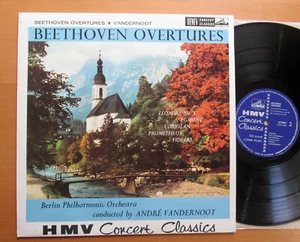 BEETHOVEN OVERTURES • VANDERNOOT
BEETHOVEN OVERTURES
LEONORE No. 3
EGMONT
CORIOLAN
PROMETHEUS
FIDELIO
Berlin Philharmonic Orchestra
conducted by ANDRÉ VANDERNOOT
HMV Concert Classics
HMV
Concert
Classics